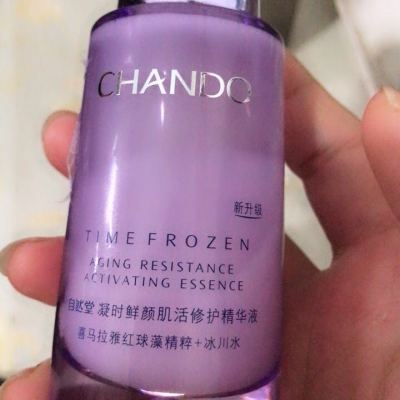 CHANDO
新升级
TIME FROZEN
AGING RESISTANCE
ACTIVATING ESSENCE
自然堂 凝时鲜颜肌活修护精华液
喜马拉雅红球藻精粹+冰川水